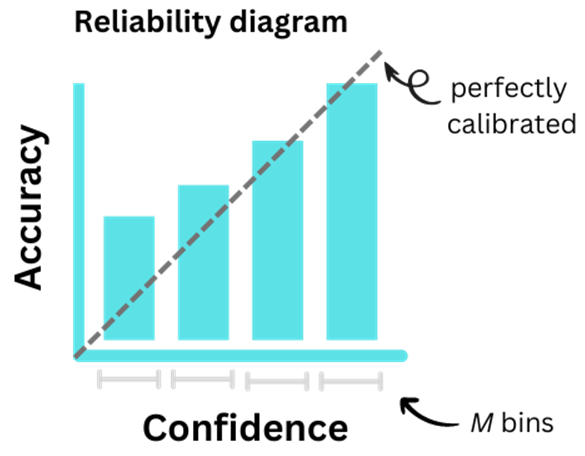 Reliability diagram
perfectly
calibrated
Accuracy
Confidence
M bins